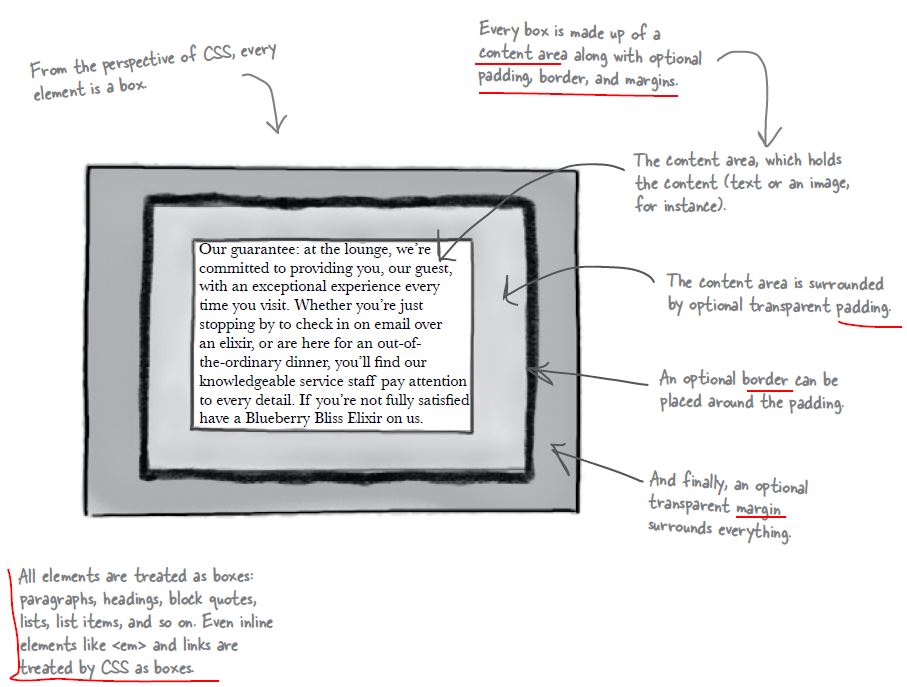 From the perspective of CSS, every
element is a box.
Every box is made up of a
content area along with optional
padding, border, and margins.
The content area, which holds
the content (text or an image,
for instance).
Our guarantee: at the lounge, we're
committed to providing you, our guest,
with an exceptional experience every
time you visit. Whether you're just
stopping by to check in on email over
an elixir, or are here for an out-of-
the-ordinary dinner, you'll find our
knowledgeable service staff pay attention
to every detail. If you're not fully satisfied
have a Blueberry Bliss Elixir on us.
The content area is surrounded
by optional transparent padding.
An optional border can be
placed around the padding.
And finally, an optional
transparent margin
surrounds everything.
All elements are treated as boxes:
paragraphs, headings, block quotes,
lists, list items, and so on. Even inline
elements like <em> and links are
treated by CSS as boxes.